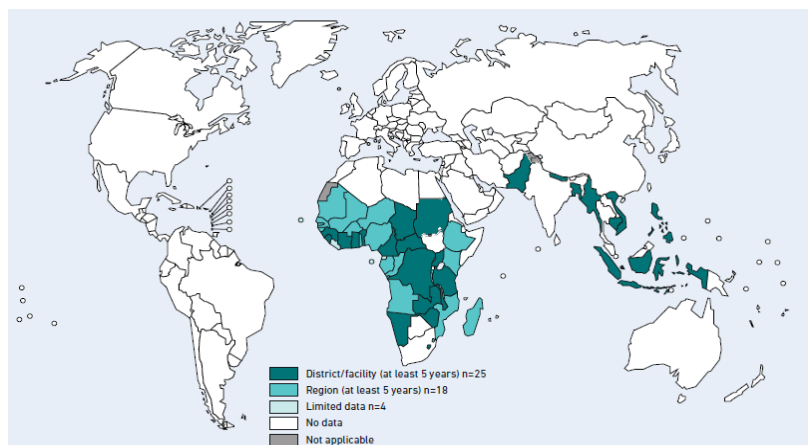 District/facility (at least 5 years) n=25
Region (at least 5 years) n=18
Limited data n=4
No data
Not applicable